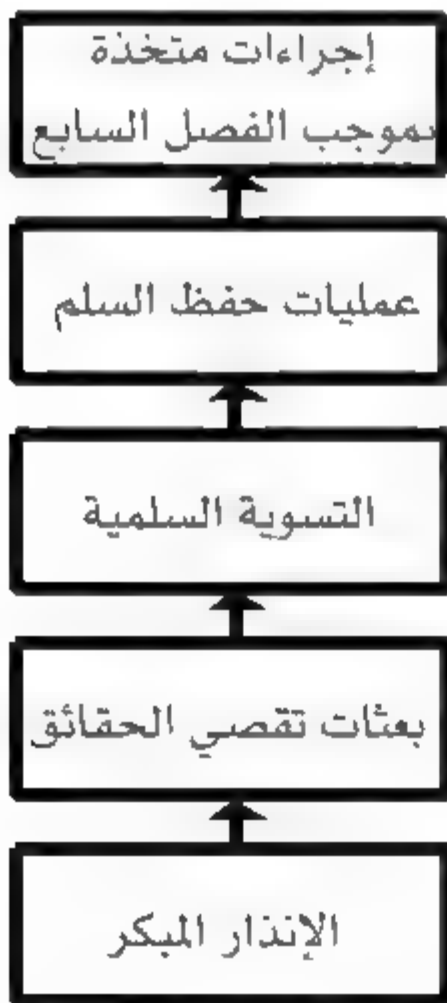 إجراءات متخذة
بموجب الفصل السابع
عمليات حفظ السلم
التسوية السلمية
بعثات تقصي الحقائق
الإنذار المبكر